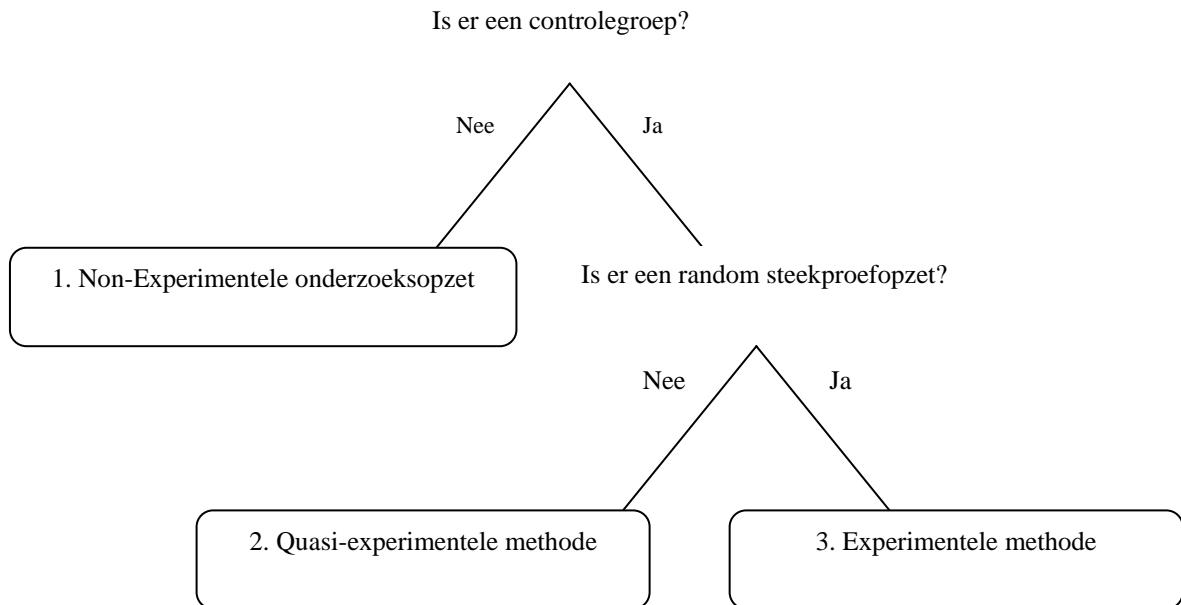 Is er een controlegroep?
Nee
Ja
1. Non-Experimentele onderzoeksopzet
Is er een random steekproefopzet?
Nee
Ja
2. Quasi-experimentele methode
3. Experimentele methode